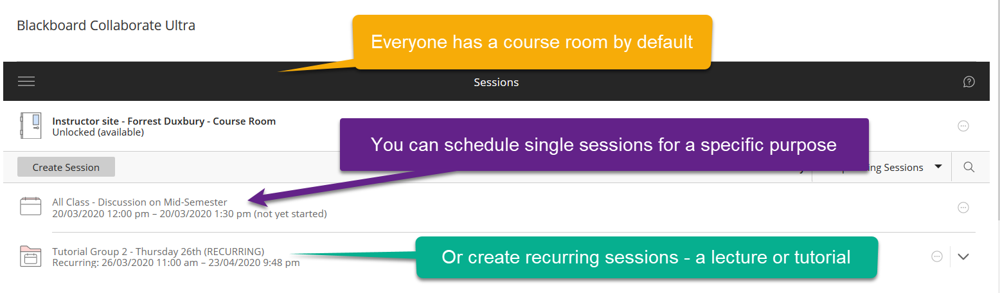 Blackboard Collaborate Ultra
Everyone has a course room by default
Sessions
Instructor site - Forrest Duxbury - Course Room
Unlocked (available)
You can schedule single sessions for a specific purpose
Create Session
Sessions
All Class - Discussion on Mid-Semester
20/03/2020 12:00 pm – 20/03/2020 1:30 pm (not yet started)
Tutorial Group 2 - Thursday 26th (RECURRING)
Recurring: 26/03/2020 11:00 am – 23/04/2020 9:48 pm
Or create recurring sessions - a lecture or tutorial